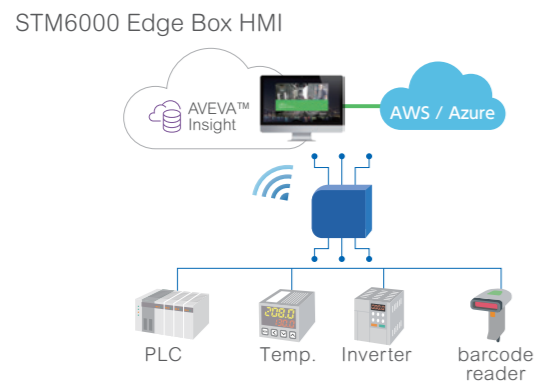 STM6000 Edge Box HMI
AVEVA™
Insight
AWS / Azure
208.0
PLC
Temp.
Inverter
barcode
reader